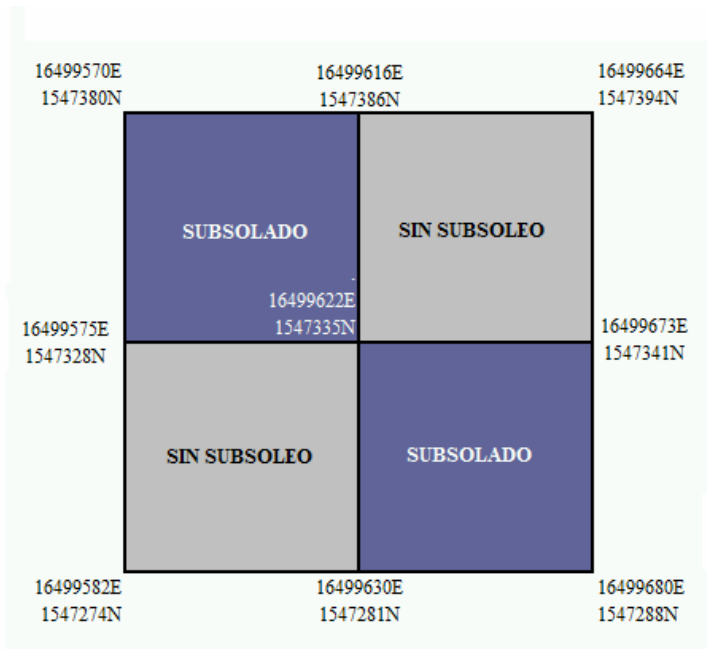 16499570E
1547380N
16499616E
1547386N
16499664E
1547394N
SUBSOLADO
SIN SUBSOLEO
16499622E
1547335N
16499575E
1547328N
16499673E
1547341N
SIN SUBSOLEO
SUBSOLADO
16499582E
1547274N
16499630E
1547281N
16499680E
1547288N